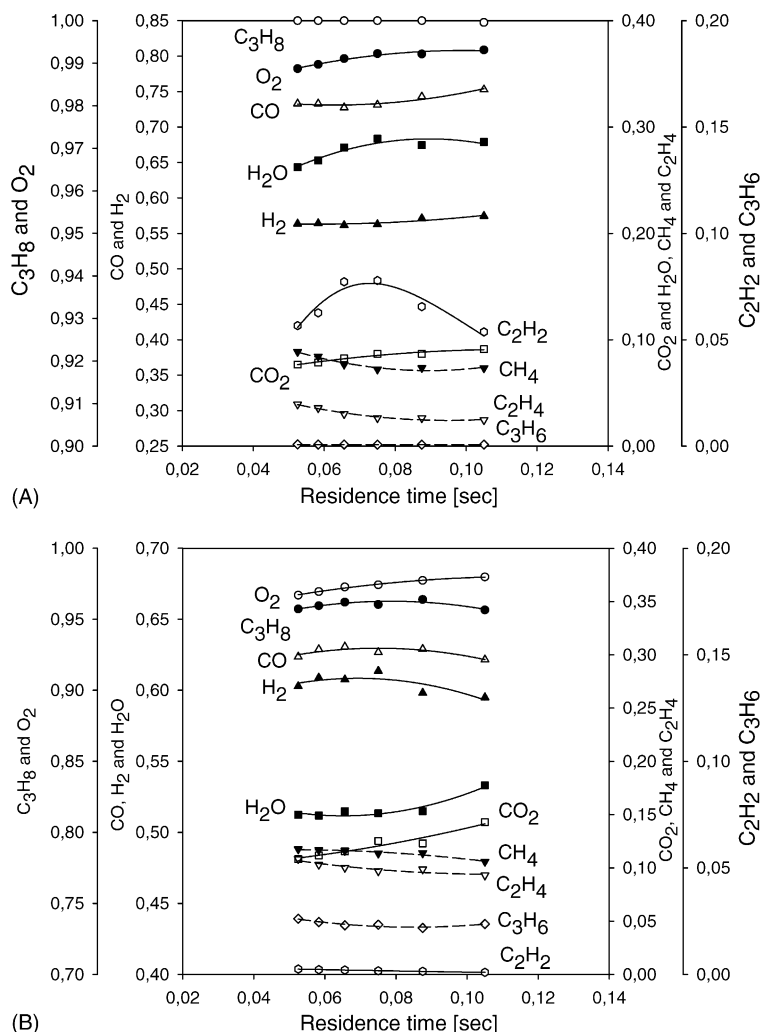 1,00
0,99
0,98
0,97
0,96
0,95
0,94
0,93
0,92
0,91
0,90
C3H8 and O2
0,85
0,80
0,75
0,70
0,65
0,60
0,55
0,50
0,45
0,40
0,35
0,30
0,25
CO and H2
C3H8
O2
CO
H2O
H2
C2H2
CO2
CH4
C2H4
C3H6
0,40
0,30
0,20
0,10
0,00
CO2 and H2O, CH4 and C2H4
0,20
0,15
0,10
0,05
0,00
C2H2 and C3H6
0,02 0,04 0,06 0,08 0,10 0,12 0,14
Residence time [sec]
(A)
1,00
0,95
0,90
0,85
0,80
0,75
0,70
C3H8 and O2
0,70
0,65
0,60
0,55
0,50
0,45
0,40
CO, H2 and H2O
O2
C3H8
CO
H2
H2O
CO2
CH4
C2H4
C3H6
C2H2
0,40
0,35
0,30
0,25
0,20
0,15
0,10
0,05
0,00
CO2, CH4 and C2H4
0,20
0,15
0,10
0,05
0,00
C2H2 and C3H6
0,02 0,04 0,06 0,08 0,10 0,12 0,14
Residence time [sec]
(B)